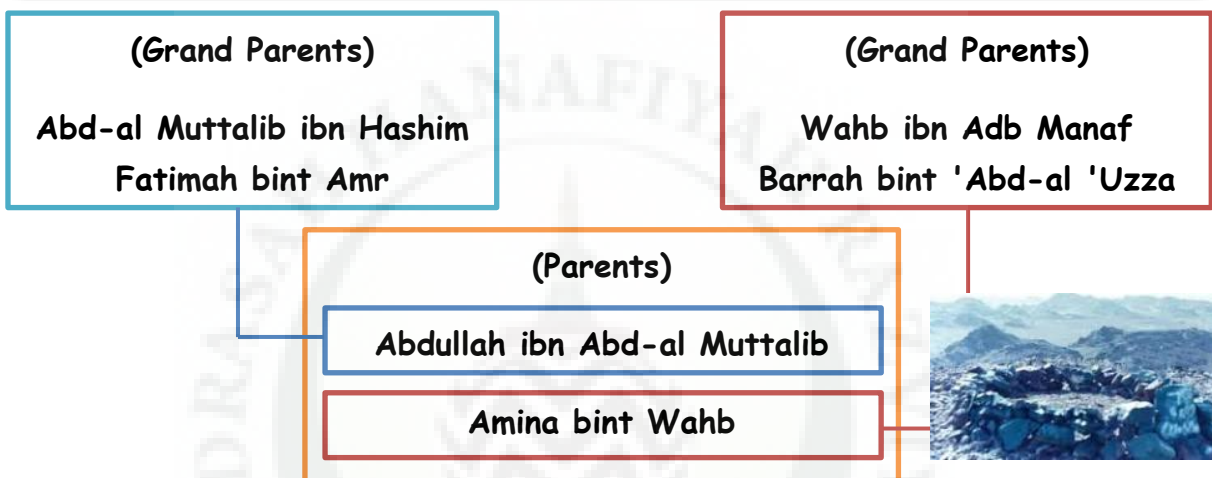 (Grand Parents)
Abd-al Muttalib ibn Hashim
Fatimah bint Amr
(Grand Parents)
Wahb ibn Adb Manaf
Barrah bint 'Abd-al 'Uzza
(Parents)
Abdullah ibn Abd-al Muttalib
Amina bint Wahb